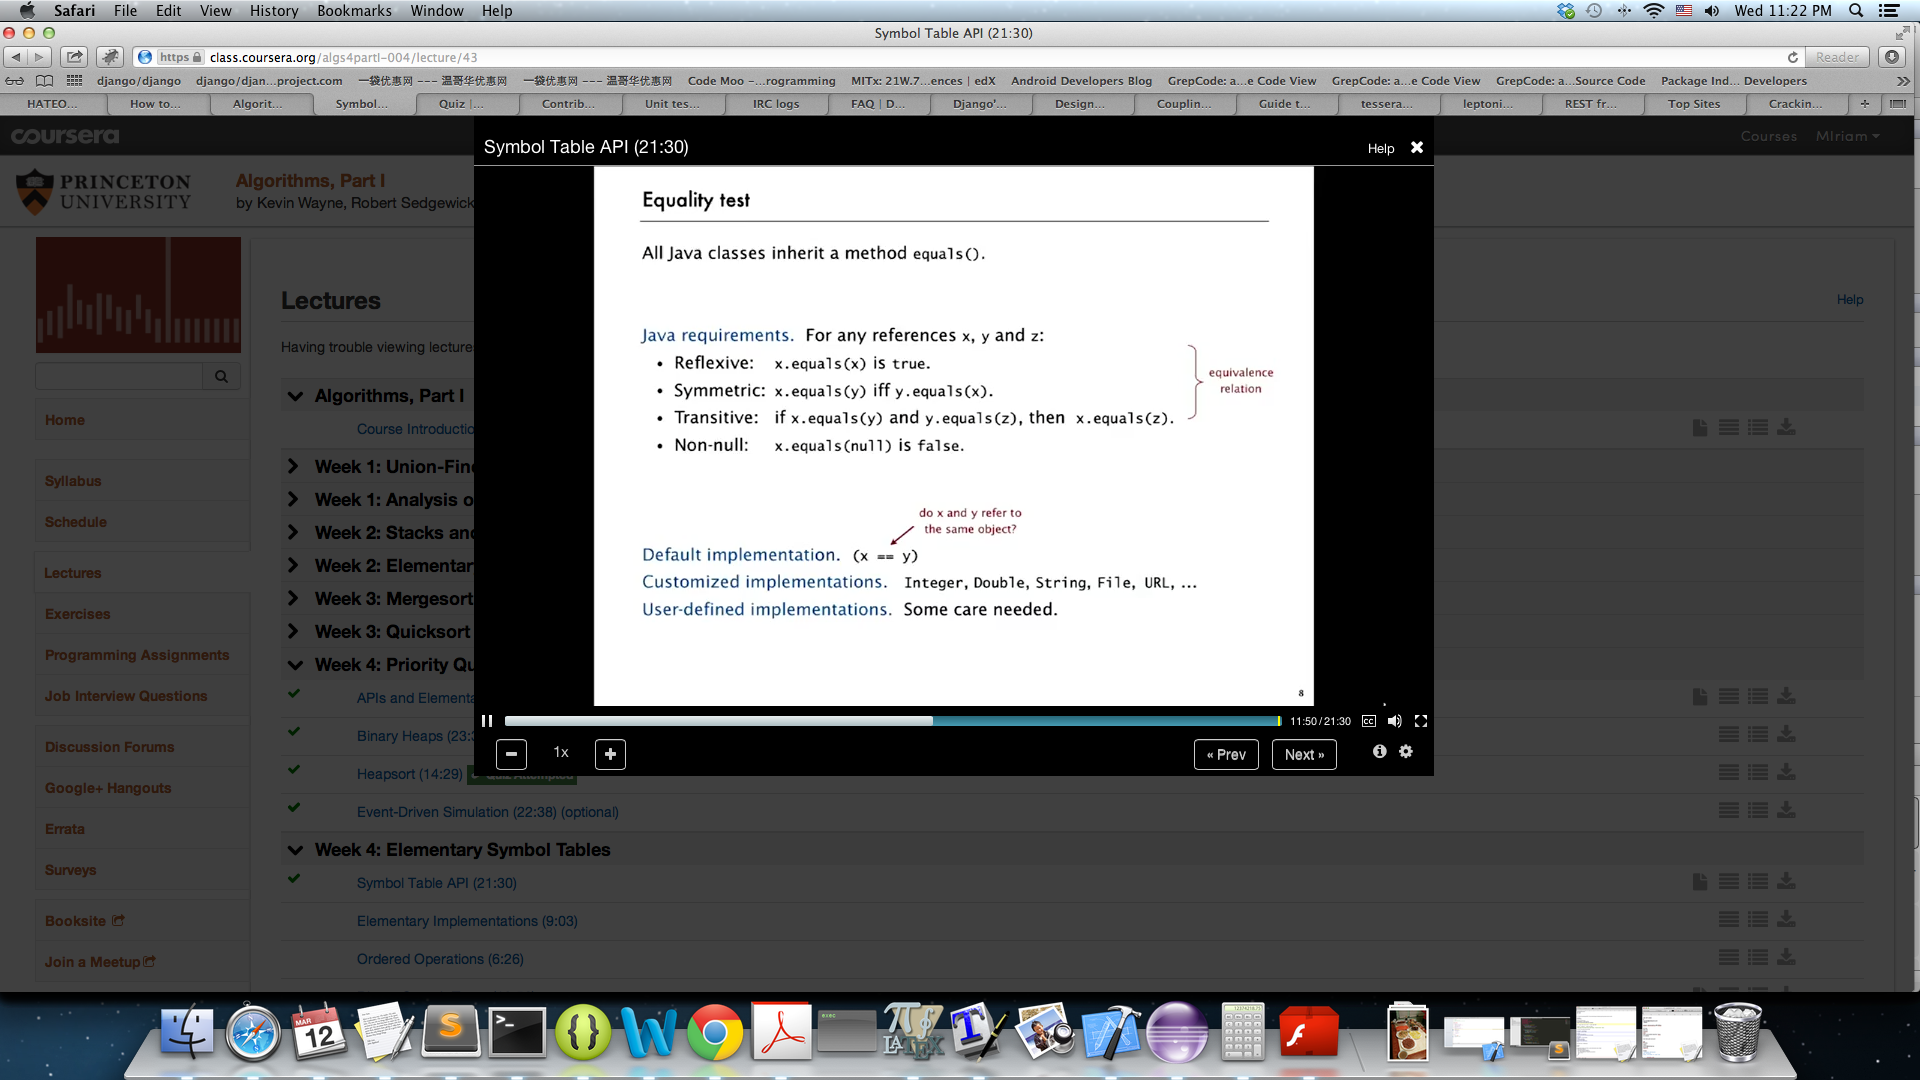 Safari File Edit View History Bookmarks Window Help Wed 11:22 PM
Symbol Table API (21:30)
https class.coursera.org/algs4partI-004/lecture/43 Reader
django/django django/djan...project.com 一袋优惠网 --- 温哥华优惠网 一袋优惠网 --- 温哥华优惠网 Code Moo -...rogramming MITx: 21W.7...ences | edX Android Developers Blog GrepCode: a...e Code View GrepCode: a...e Code View GrepCode: a...Source Code Package Ind... Developers
HATEO... How to... Algorit... Symbol... Quiz |... Contrib... Unit tes... IRC logs FAQ | D... Django'... Design... Couplin... Guide t... tessera... leptoni... REST fr... Top Sites Crackin...
coursera Courses MIriam
Symbol Table API (21:30) Help
PRINCETON
UNIVERSITY
Algorithms, Part I
by Kevin Wayne, Robert Sedgewick
Lectures
Help
Having trouble viewing lecture
Home
Syllabus
Schedule
Lectures
Exercises
Programming Assignments
Job Interview Questions
Discussion Forums
Google+ Hangouts
Errata
Surveys
Booksite
Join a Meetup
Algorithms, Part I
Course Introductio
Week 1: Union-Fin
Week 1: Analysis o
Week 2: Stacks and
Week 2: Elementar
Week 3: Mergesort
Week 3: Quicksort
Week 4: Priority Qu
APIs and Elementa
Binary Heaps (23:3
Heapsort (14:29) Quiz Attempted
Event-Driven Simulation (22:38) (optional)
Week 4: Elementary Symbol Tables
Symbol Table API (21:30)
Elementary Implementations (9:03)
Ordered Operations (6:26)
Equality test
All Java classes inherit a method equals().
Java requirements. For any references x, y and z:
• Reflexive: x.equals(x) is true.
• Symmetric: x.equals(y) iff y.equals(x).
• Transitive: if x.equals(y) and y.equals(z), then x.equals(z).
• Non-null: x.equals(null) is false.
equivalence
relation
do x and y refer to
the same object?
Default implementation. (x == y)
Customized implementations. Integer, Double, String, File, URL, ...
User-defined implementations. Some care needed.
8
11:50/21:30 CC
1x « Prev Next »
MAR
12
exec
LATEX